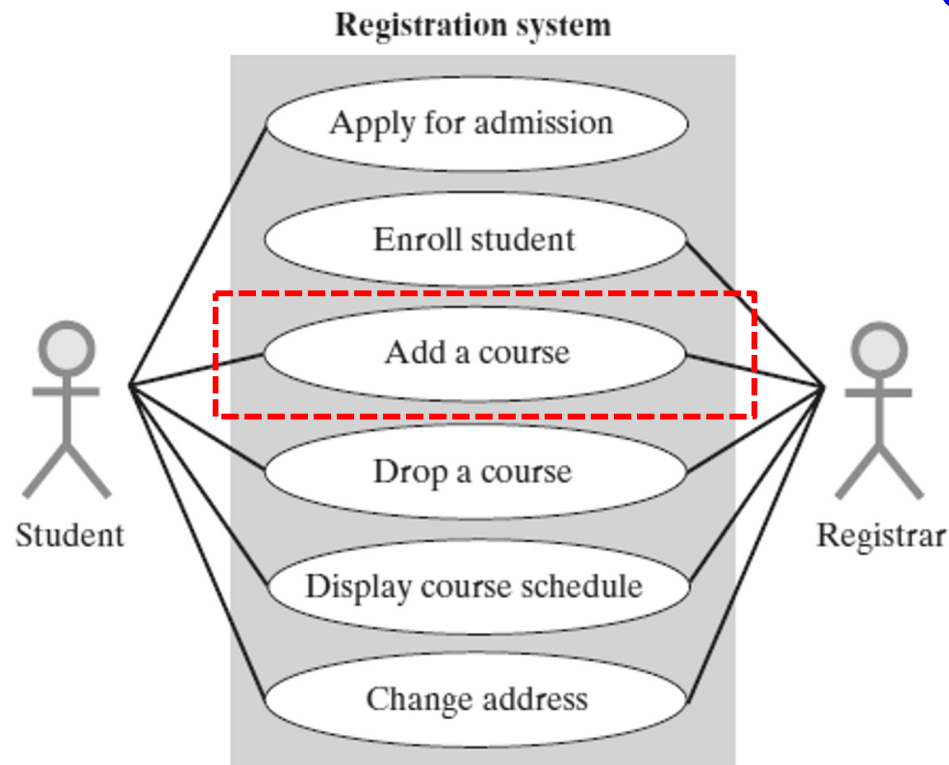 Registration system
Apply for admission
Enroll student
Add a course
Drop a course
Student
Registrar
Display course schedule
Change address